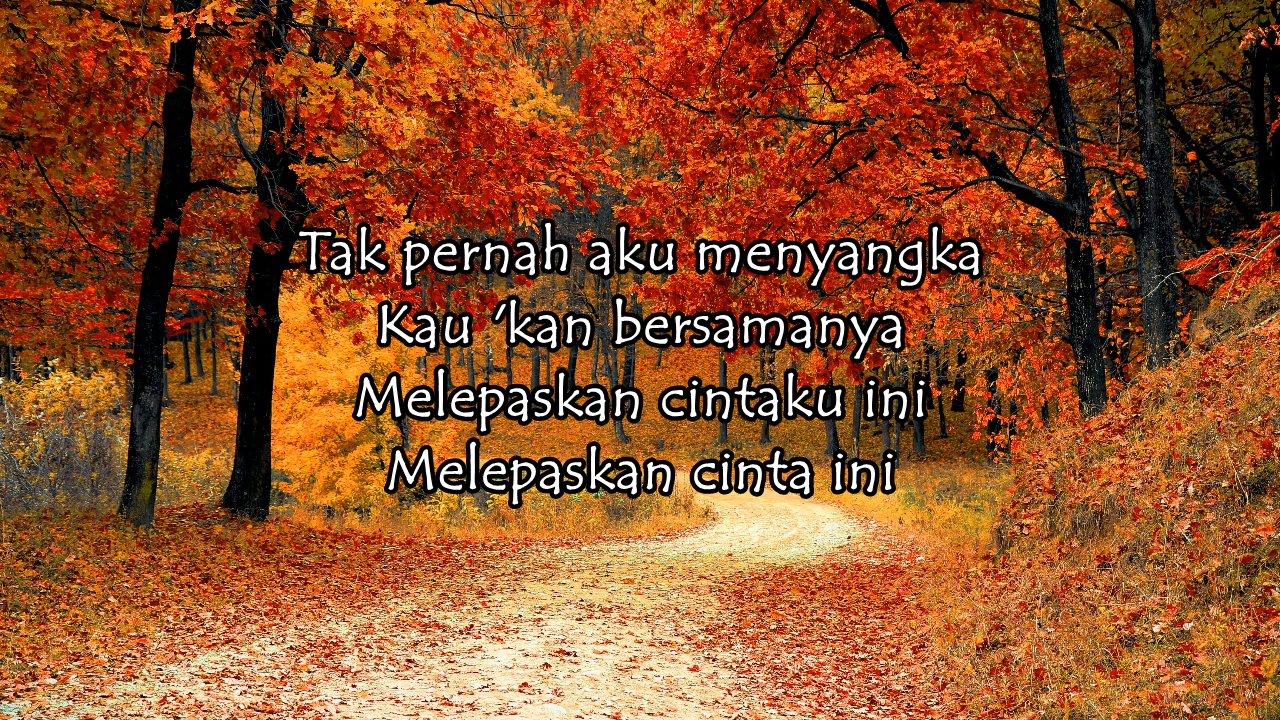 Tak pernah aku menyangka
Kau ‘kan bersamanya
Melepaskan cintaku ini
Melepaskan cinta ini